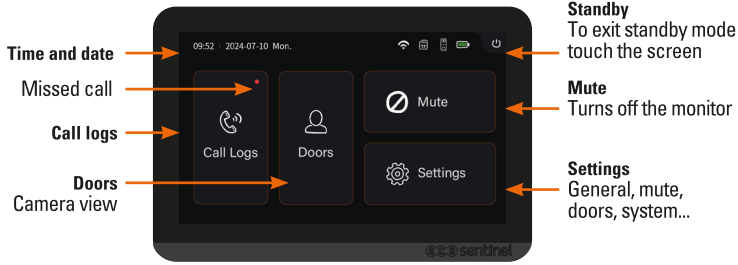 Time and date
Missed call
Call logs
Doors
Camera view
09:52 2024-07-10 Mon.
Call Logs
Doors
Mute
Settings
sentinel
Standby
To exit standby mode
touch the screen
Mute
Turns off the monitor
Settings
General, mute,
doors, system...